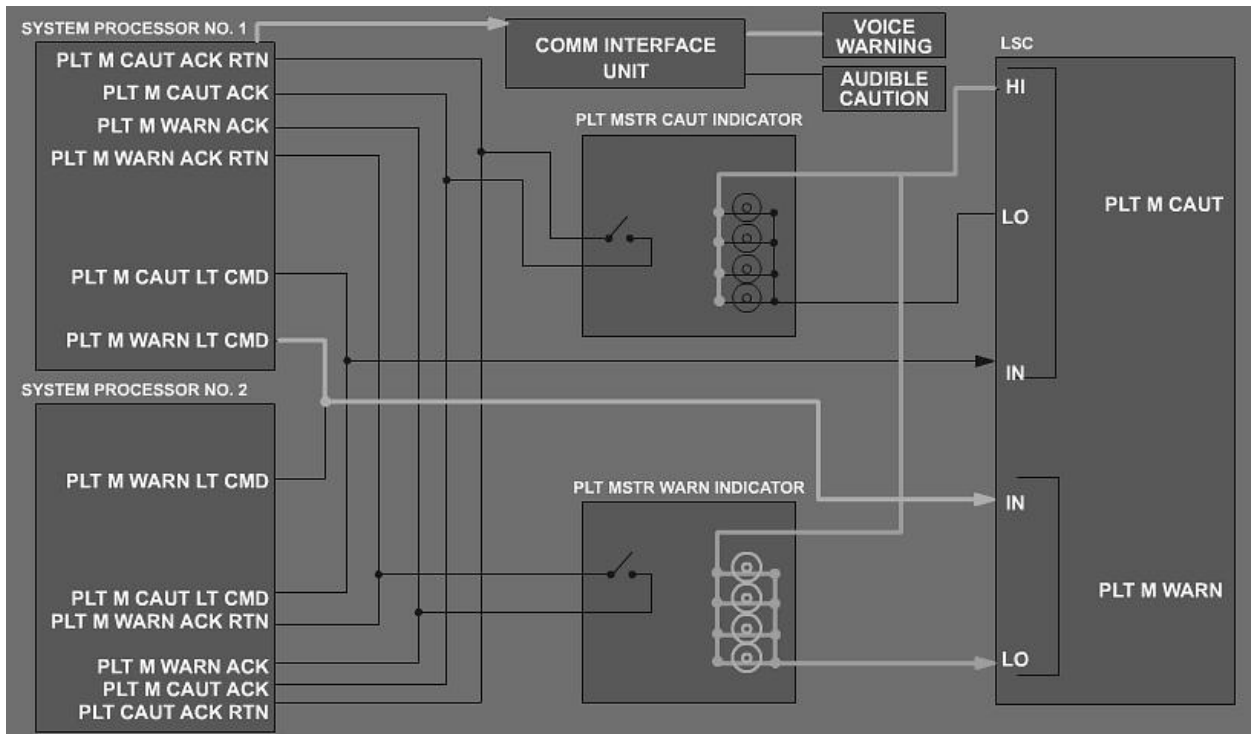 SYSTEM PROCESSOR NO. 1
PLT M CAUT ACK RTN
PLT M CAUT ACK
PLT M WARN ACK
PLT M WARN ACK RTN
PLT M CAUT LT CMD
PLT M WARN LT CMD
SYSTEM PROCESSOR NO. 2
PLT M WARN LT CMD
PLT M CAUT LT CMD
PLT M WARN ACK RTN
PLT M WARN ACK
PLT M CAUT ACK
PLT CAUT ACK RTN
COMM INTERFACE
UNIT
VOICE
WARNING
AUDIBLE
CAUTION
PLT MSTR CAUT INDICATOR
PLT MSTR WARN INDICATOR
LSC
HI
LO
IN
PLT M CAUT
IN
LO
PLT M WARN